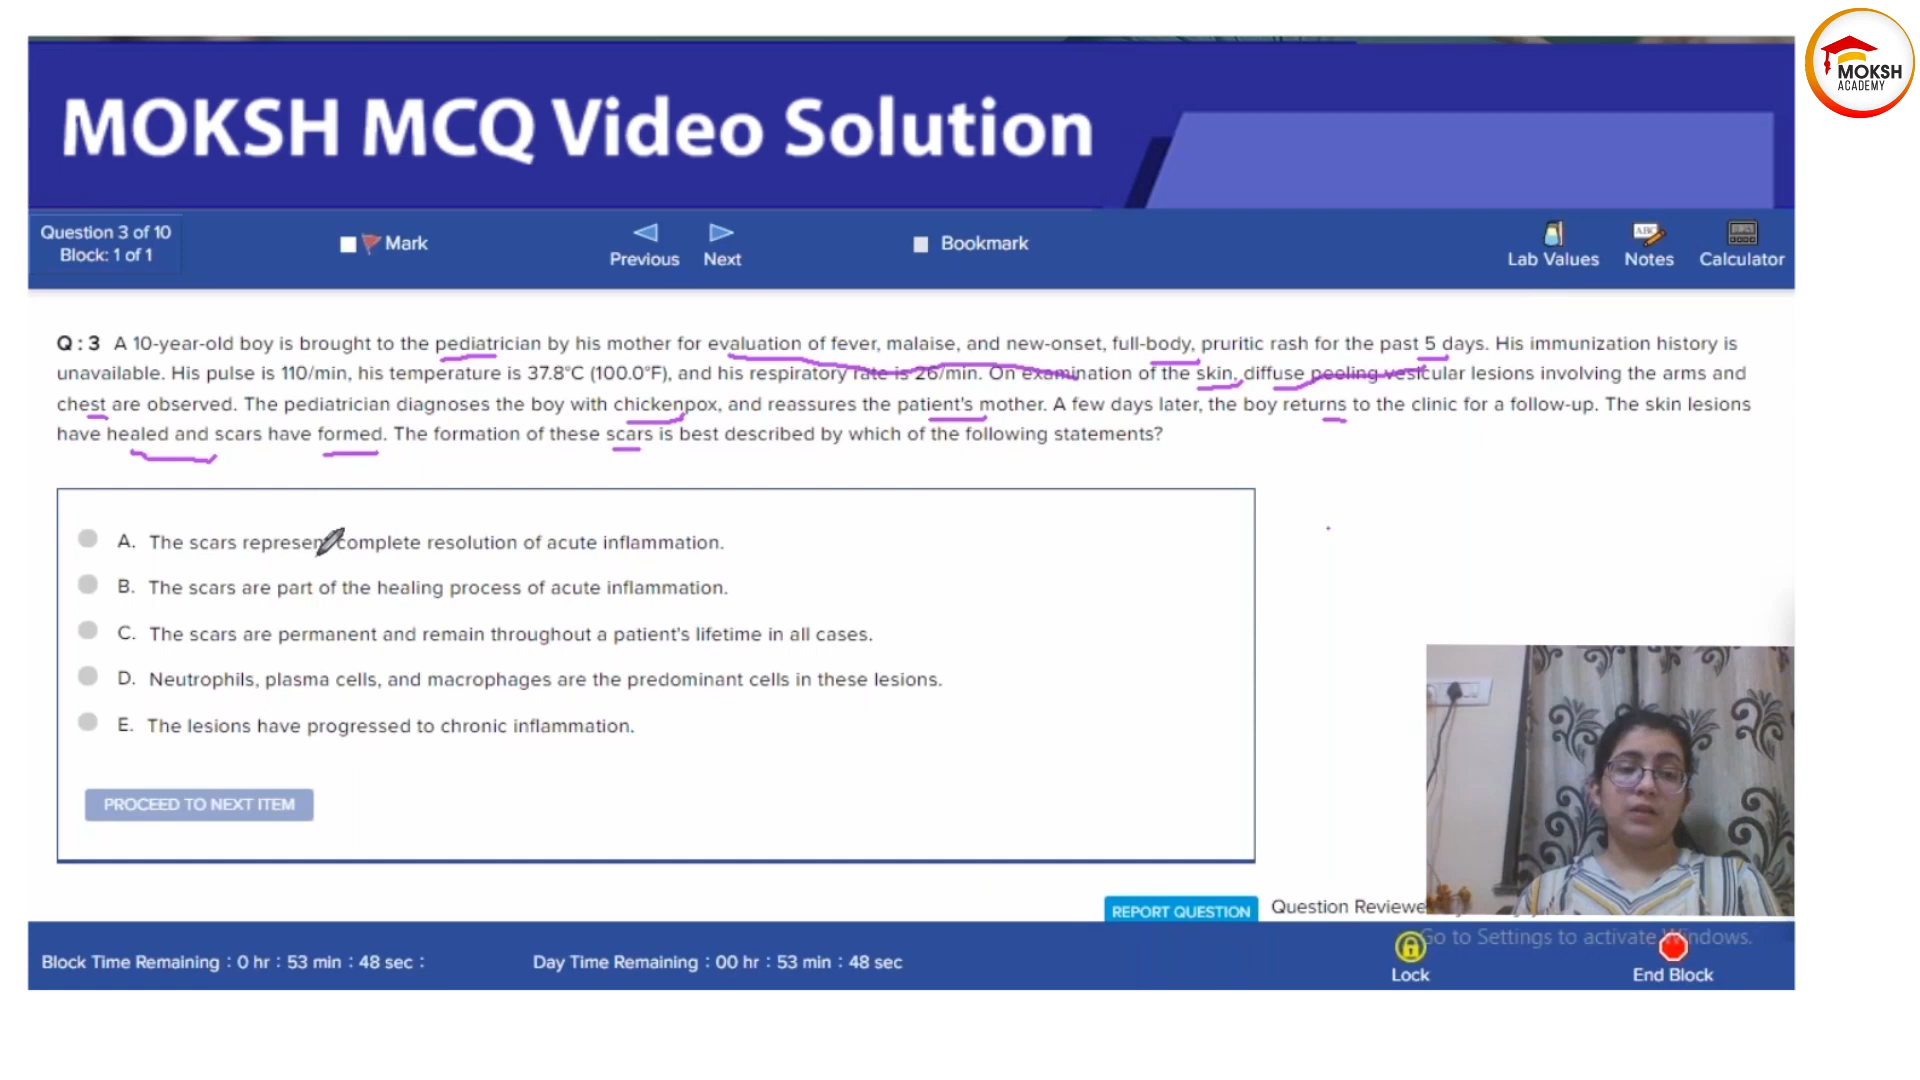 MOKSH
ACADEMY
MOKSH MCQ Video Solution
Question 3 of 10
Block: 1 of 1
Mark
Previous
Next
Bookmark
Lab Values
Notes
Calculator
Q : 3 A 10-year-old boy is brought to the pediatrician by his mother for evaluation of fever, malaise, and new-onset, full-body, pruritic rash for the past 5 days. His immunization history is
unavailable. His pulse is 110/min, his temperature is 37.8°C (100.0°F), and his respiratory rate is 26/min. On examination of the skin, diffuse peeling vesicular lesions involving the arms and
chest are observed. The pediatrician diagnoses the boy with chickenpox, and reassures the patient's mother. A few days later, the boy returns to the clinic for a follow-up. The skin lesions
have healed and scars have formed. The formation of these scars is best described by which of the following statements?
A. The scars represent complete resolution of acute inflammation.
B. The scars are part of the healing process of acute inflammation.
C. The scars are permanent and remain throughout a patient's lifetime in all cases.
D. Neutrophils, plasma cells, and macrophages are the predominant cells in these lesions.
E. The lesions have progressed to chronic inflammation.
PROCEED TO NEXT ITEM
REPORT QUESTION
Question Reviewe
Go to Settings to activate Windows.
Block Time Remaining : 0 hr : 53 min : 48 sec :
Day Time Remaining : 00 hr : 53 min : 48 sec
Lock
End Block